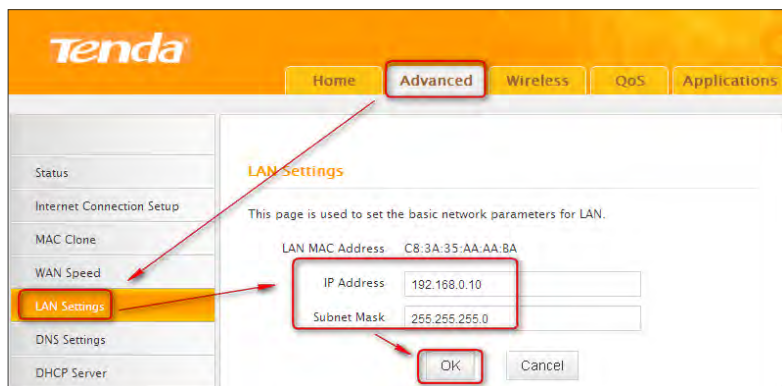 Tenda
Home Advanced Wireless QoS Applications
Status
Internet Connection Setup
MAC Clone
WAN Speed
LAN Settings
DNS Settings
DHCP Server
LAN Settings
This page is used to set the basic network parameters for LAN.
LAN MAC Address C8:3A:35:AA:AA:BA
IP Address 192.168.0.10
Subnet Mask 255.255.255.0
OK Cancel